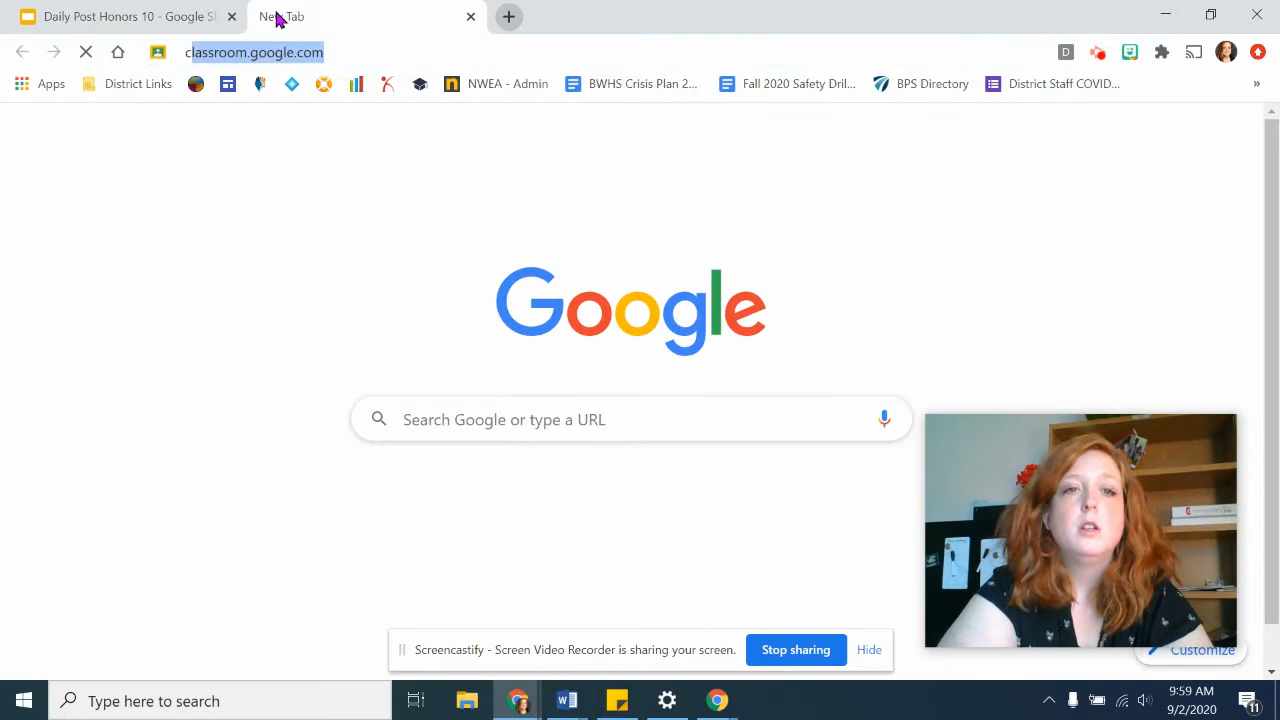 Daily Post Honors 10 - Google Sl
New Tab
classroom.google.com
Apps
District Links
NWEA - Admin
BWHS Crisis Plan 2...
Fall 2020 Safety Dril...
BPS Directory
District Staff COVID...
»
Google
Search Google or type a URL
Screencastify - Screen Video Recorder is sharing your screen.
Stop sharing
Hide
Customize
Type here to search
9:59 AM
9/2/2020
11